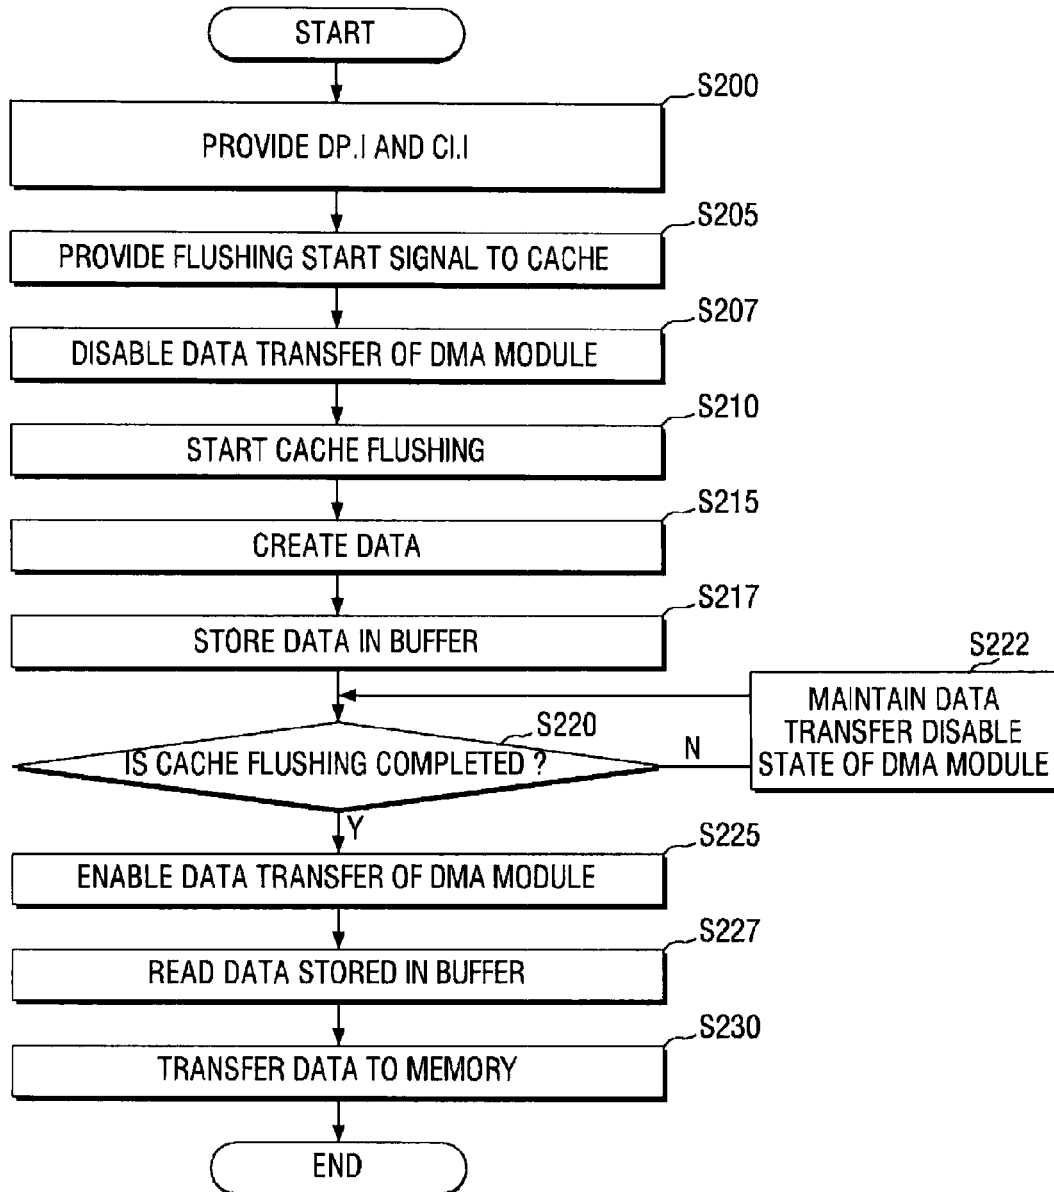 START
S200
PROVIDE DP.I AND CI.I
S205
PROVIDE FLUSHING START SIGNAL TO CACHE
S207
DISABLE DATA TRANSFER OF DMA MODULE
S210
START CACHE FLUSHING
S215
CREATE DATA
S217
STORE DATA IN BUFFER
S222
MAINTAIN DATA
TRANSFER DISABLE
STATE OF DMA MODULE
S220
IS CACHE FLUSHING COMPLETED ?
N
Y
S225
ENABLE DATA TRANSFER OF DMA MODULE
S227
READ DATA STORED IN BUFFER
S230
TRANSFER DATA TO MEMORY
END